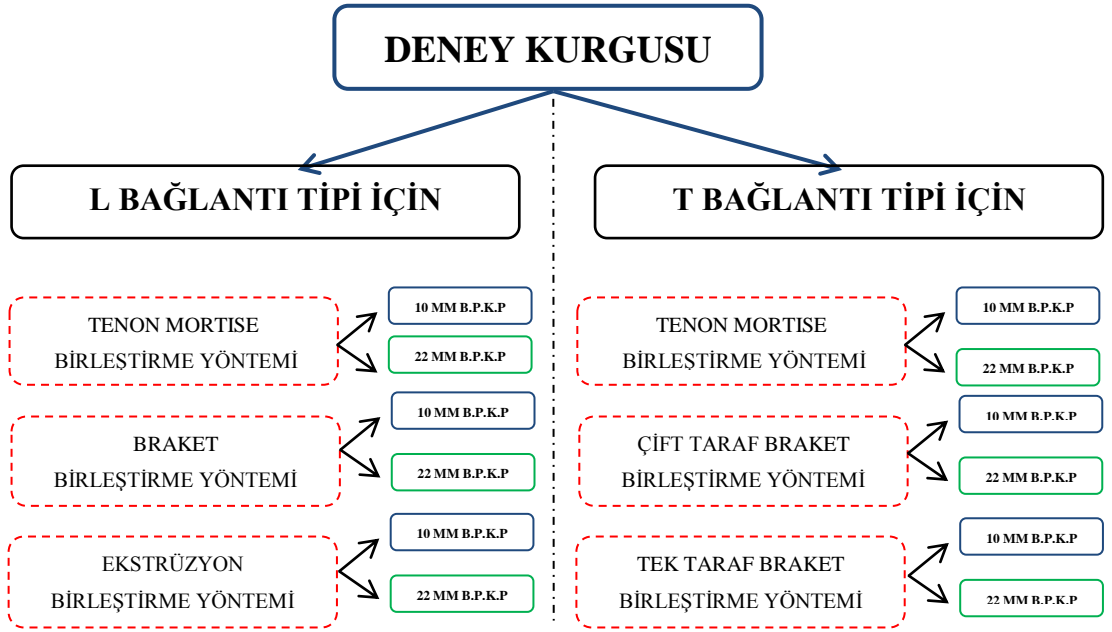 DENEY KURGUSU
L BAĞLANTI TİPİ İÇİN
TENON MORTISE
BİRLEŞTİRME YÖNTEMİ
10 MM B.P.K.P
22 MM B.P.K.P
BRAKET
BİRLEŞTİRME YÖNTEMİ
10 MM B.P.K.P
22 MM B.P.K.P
EKSTRÜZYON
BİRLEŞTİRME YÖNTEMİ
10 MM B.P.K.P
22 MM B.P.K.P
T BAĞLANTI TİPİ İÇİN
TENON MORTISE
BİRLEŞTİRME YÖNTEMİ
10 MM B.P.K.P
22 MM B.P.K.P
ÇİFT TARAF BRAKET
BİRLEŞTİRME YÖNTEMİ
10 MM B.P.K.P
22 MM B.P.K.P
TEK TARAF BRAKET
BİRLEŞTİRME YÖNTEMİ
10 MM B.P.K.P
22 MM B.P.K.P